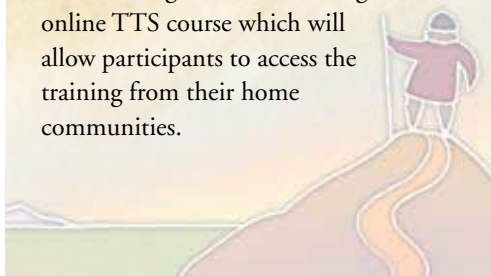 online TTS course which will
allow participants to access the
training from their home
communities.